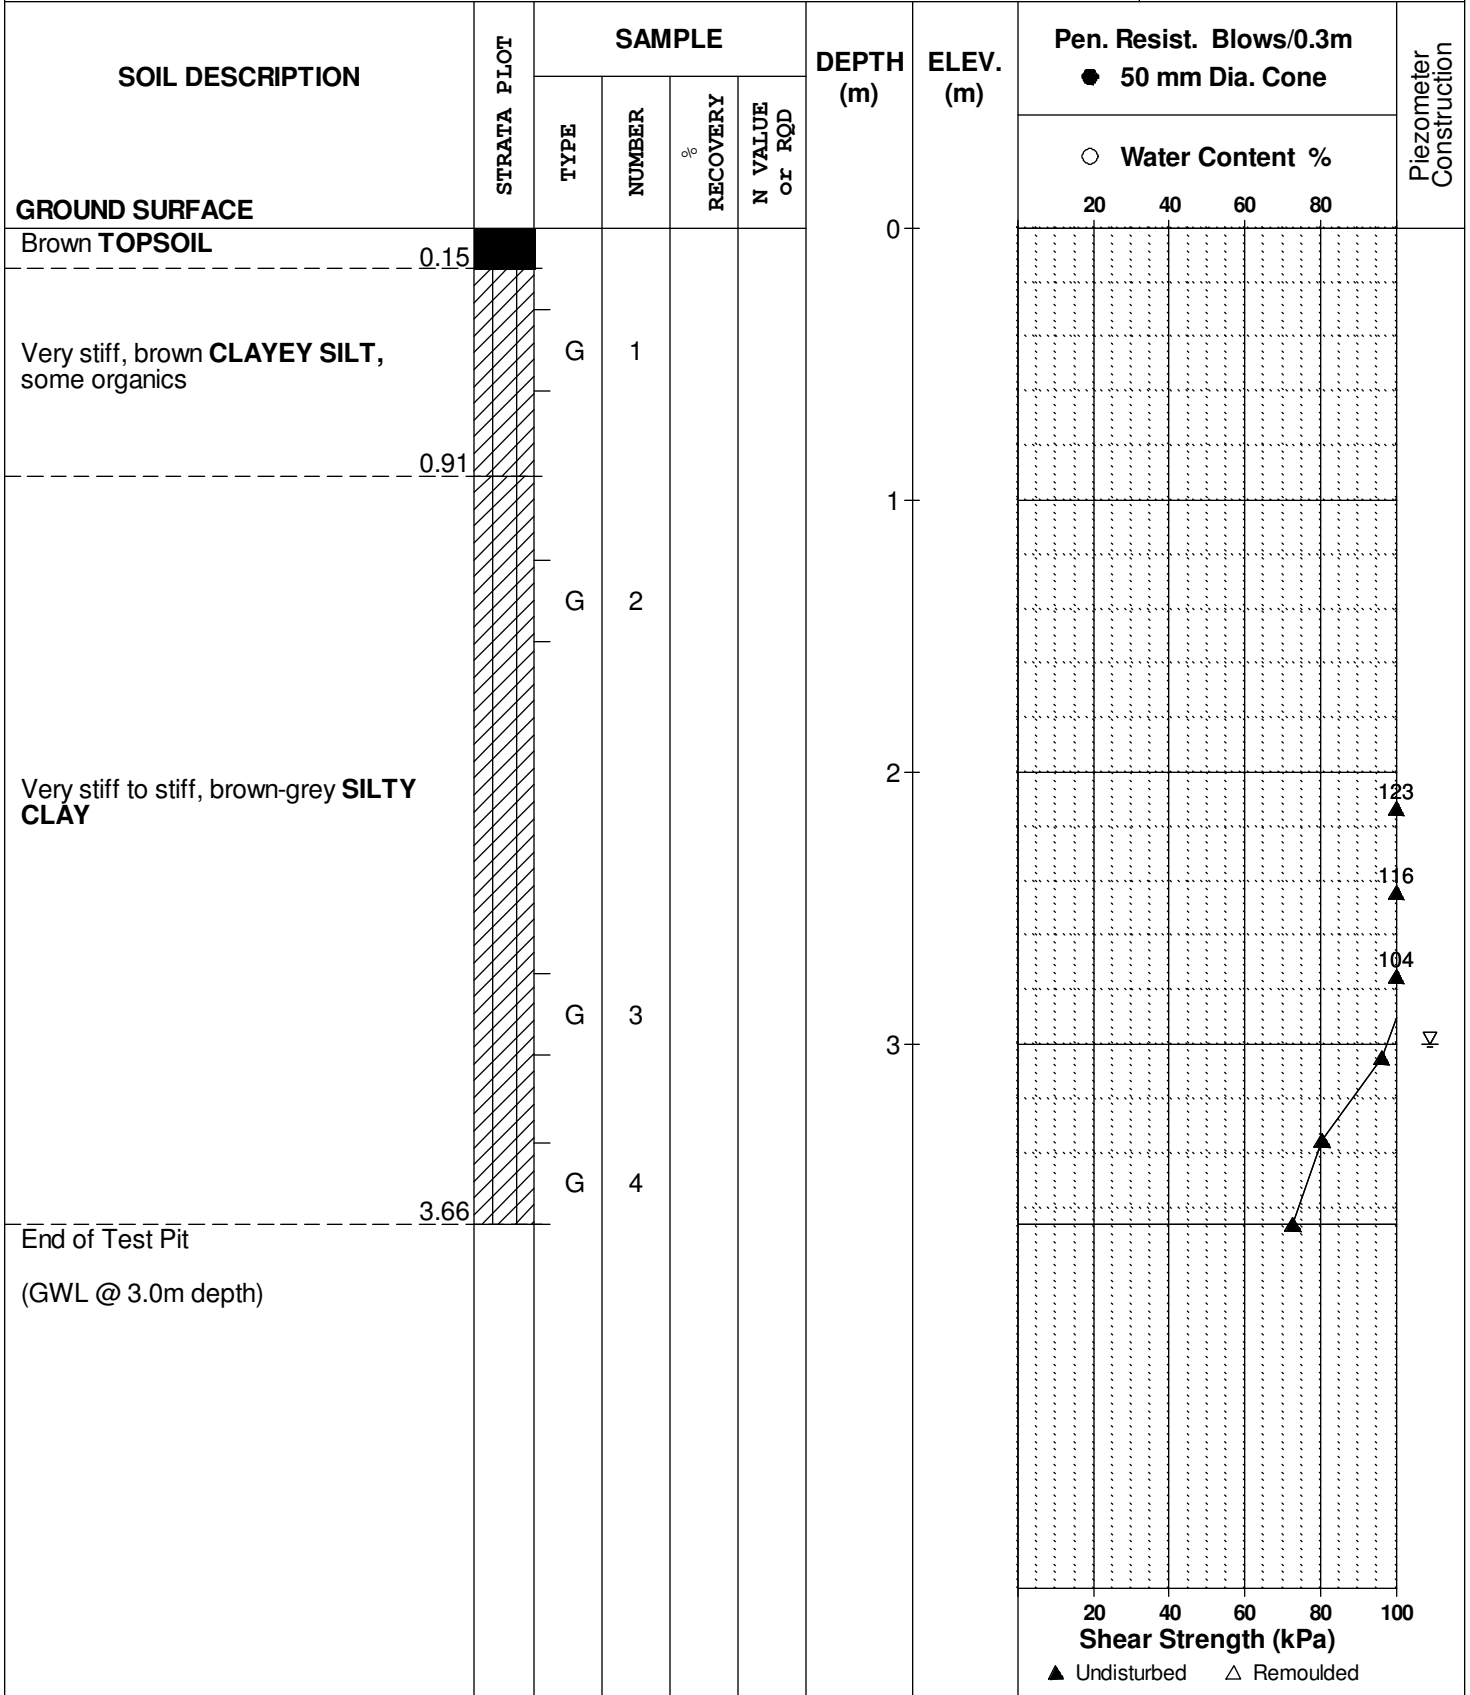 SOIL DESCRIPTION
GROUND SURFACE
STRATA PLOT
SAMPLE
TYPE
NUMBER
%
RECOVERY
N VALUE
or RQD
DEPTH
(m)
ELEV.
(m)
Pen. Resist. Blows/0.3m
● 50 mm Dia. Cone
○ Water Content %
20 40 60 80
Piezometer
Construction
Brown TOPSOIL
0.15
0
Very stiff, brown CLAYEY SILT,
some organics
G 1
0.91
1
G 2
Very stiff to stiff, brown-grey SILTY
CLAY
2
123
116
104
G 3
3
G 4
3.66
End of Test Pit
(GWL @ 3.0m depth)
20 40 60 80 100
Shear Strength (kPa)
▲ Undisturbed △ Remoulded